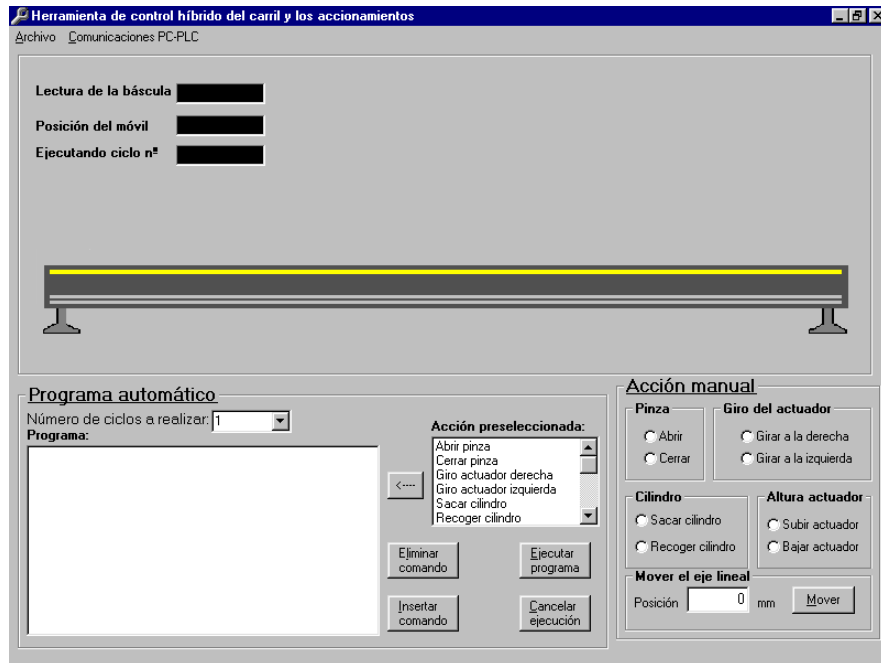 Herramienta de control híbrido del carril y los accionamientos
Archivo Comunicaciones PC-PLC
Lectura de la báscula
Posición del móvil
Ejecutando ciclo nº
Programa automático
Número de ciclos a realizar: 1
Programa:
Acción preseleccionada:
Abrir pinza
Cerrar pinza
Giro actuador derecha
Giro actuador izquierda
Sacar cilindro
Recoger cilindro
<----
Eliminar
comando
Ejecutar
programa
Insertar
comando
Cancelar
ejecución
Acción manual
Pinza
Abrir
Cerrar
Giro del actuador
Girar a la derecha
Girar a la izquierda
Cilindro
Sacar cilindro
Recoger cilindro
Altura actuador
Subir actuador
Bajar actuador
Mover el eje lineal
Posición 0 mm Mover